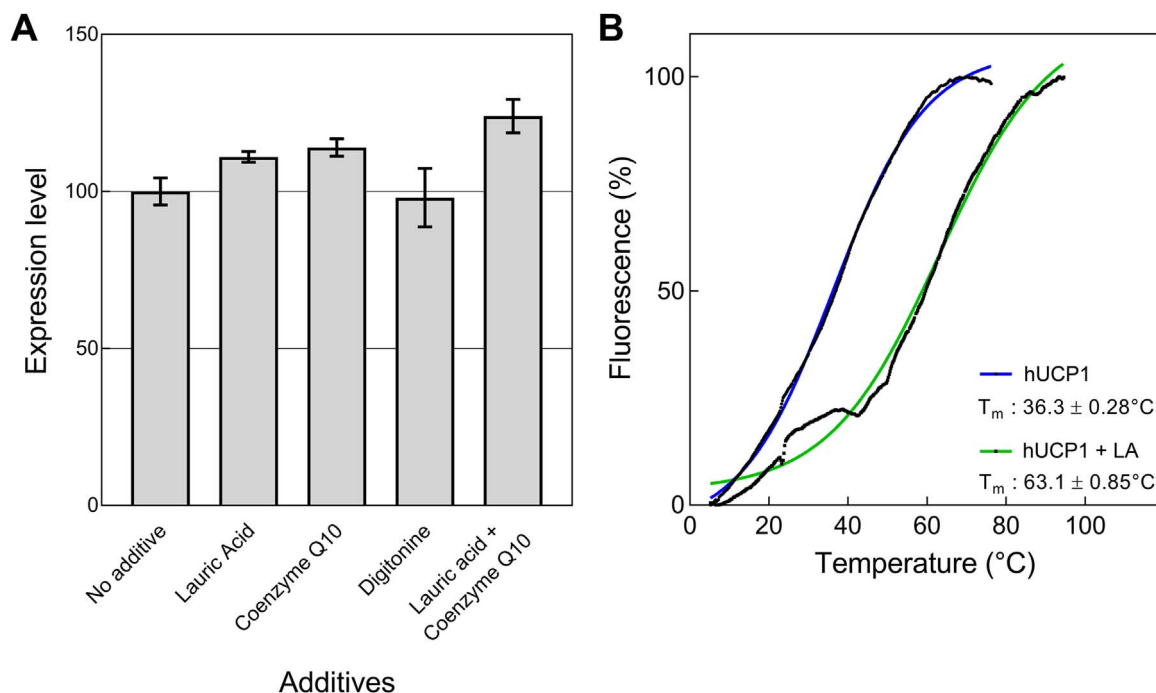 A
150
100
50
0
Expression level
No additive
Lauric Acid
Coenzyme Q10
Digitonine
Lauric acid +
Coenzyme Q10
Additives
B
100
50
0
Fluorescence (%)
hUCP1
Tm : 36.3 ± 0.28°C
hUCP1 + LA
Tm : 63.1 ± 0.85°C
0 20 40 60 80 100
Temperature (°C)